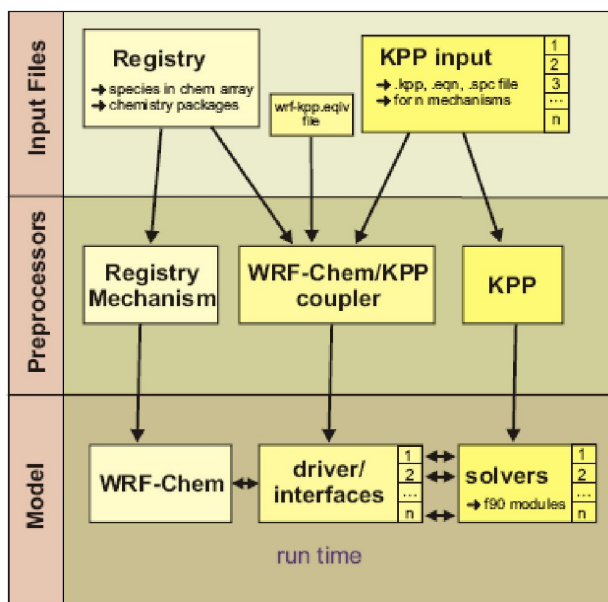 Input Files
Registry
➔ species in chem array
➔ chemistry packages
wrf-kpp.eqiv
file
KPP input
➔ .kpp, .eqn, .spc file
➔ for n mechanisms
1
2
3
...
n
Preprocessors
Registry
Mechanism
WRF-Chem/KPP
coupler
KPP
Model
WRF-Chem
driver/
interfaces
1
2
...
n
solvers
➔ f90 modules
1
2
...
n
run time